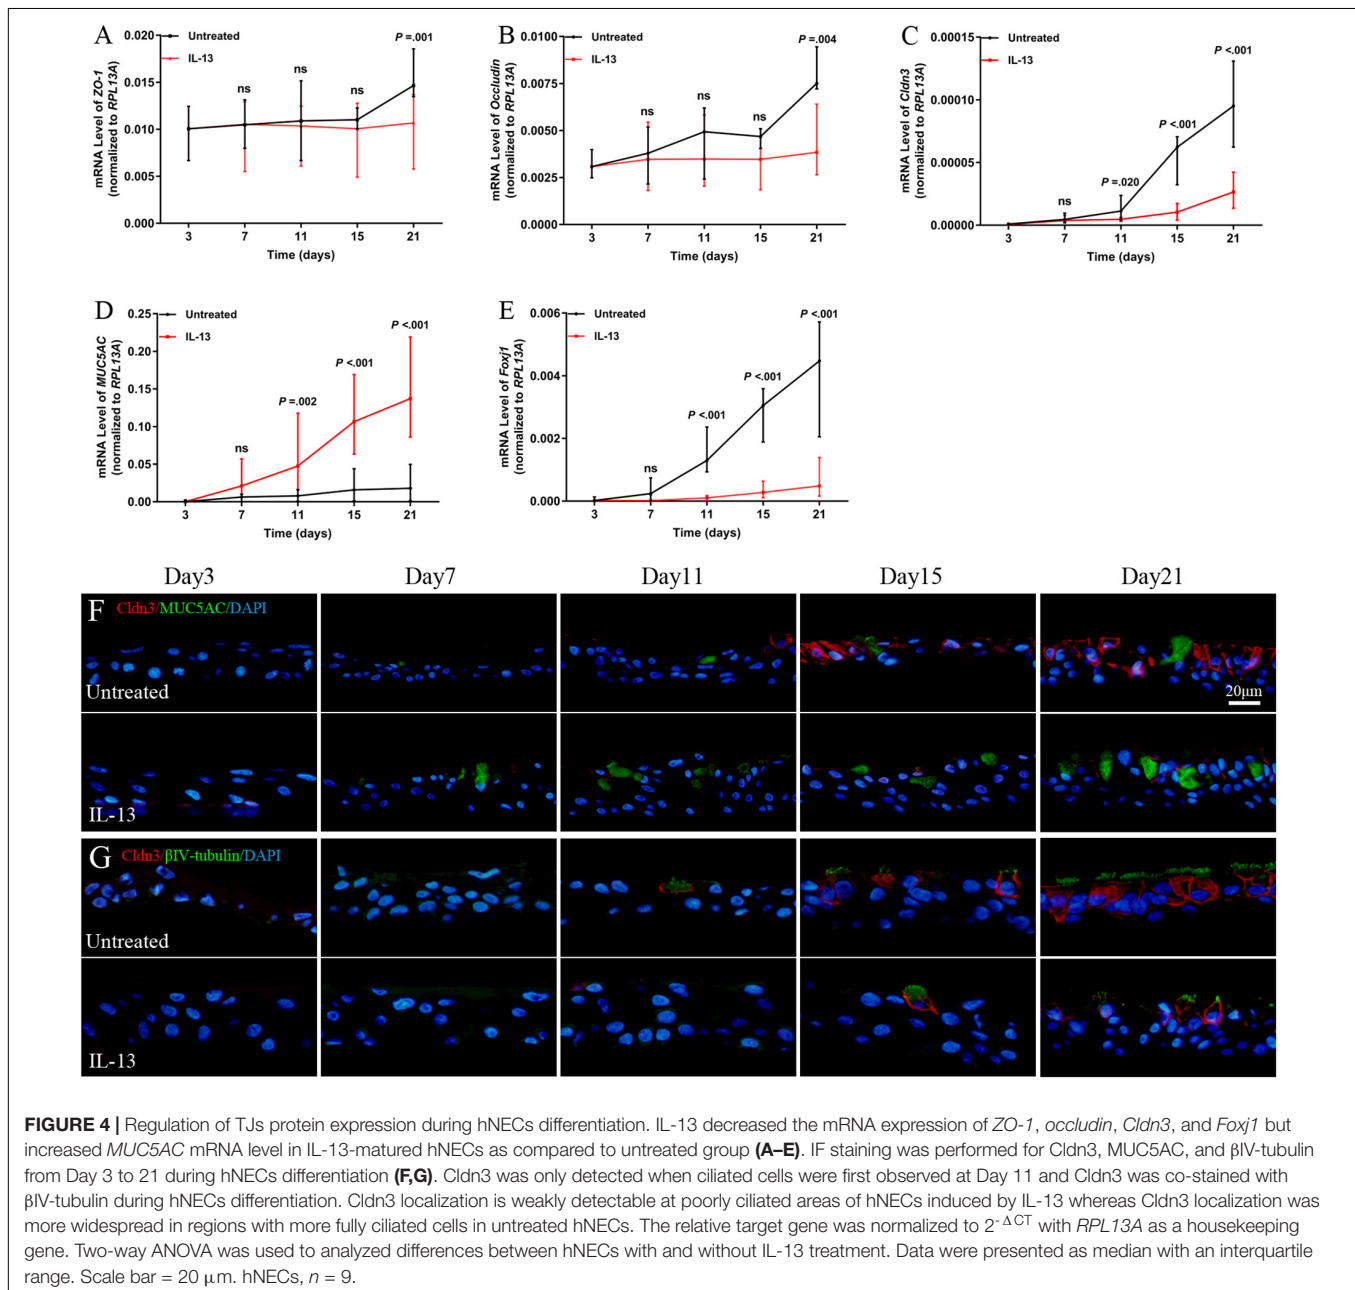 A
0.020
0.015
0.010
0.005
0.000
mRNA Level of ZO-1
(normalized to RPL13A)
Untreated
IL-13
ns
ns
ns
P =.001
3 7 11 15 21
Time (days)
B
0.0100
0.0075
0.0050
0.0025
0.0000
mRNA Level of Occludin
(normalized to RPL13A)
Untreated
IL-13
ns
ns
ns
P =.004
3 7 11 15 21
Time (days)
C
0.00015
0.00010
0.00005
0.00000
mRNA Level of Cldn3
(normalized to RPL13A)
Untreated
IL-13
ns
P =.020
P <.001
P <.001
3 7 11 15 21
Time (days)
D
0.25
0.20
0.15
0.10
0.05
0.00
mRNA Level of MUC5AC
(normalized to RPL13A)
Untreated
IL-13
ns
P =.002
P <.001
P <.001
3 7 11 15 21
Time (days)
E
0.006
0.004
0.002
0.000
mRNA Level of Foxj1
(normalized to RPL13A)
Untreated
IL-13
ns
P <.001
P <.001
P <.001
3 7 11 15 21
Time (days)
Day3 Day7 Day11 Day15 Day21
F Cldn3/MUC5AC/DAPI
Untreated
20μm
IL-13
G Cldn3/βIV-tubulin/DAPI
Untreated
IL-13
FIGURE 4 | Regulation of TJs protein expression during hNECs differentiation. IL-13 decreased the mRNA expression of ZO-1, occludin, Cldn3, and Foxj1 but
increased MUC5AC mRNA level in IL-13-matured hNECs as compared to untreated group (A–E). IF staining was performed for Cldn3, MUC5AC, and βIV-tubulin
from Day 3 to 21 during hNECs differentiation (F,G). Cldn3 was only detected when ciliated cells were first observed at Day 11 and Cldn3 was co-stained with
βIV-tubulin during hNECs differentiation. Cldn3 localization is weakly detectable at poorly ciliated areas of hNECs induced by IL-13 whereas Cldn3 localization was
more widespread in regions with more fully ciliated cells in untreated hNECs. The relative target gene was normalized to 2-ΔCT with RPL13A as a housekeeping
gene. Two-way ANOVA was used to analyzed differences between hNECs with and without IL-13 treatment. Data were presented as median with an interquartile
range. Scale bar = 20 μm. hNECs, n = 9.